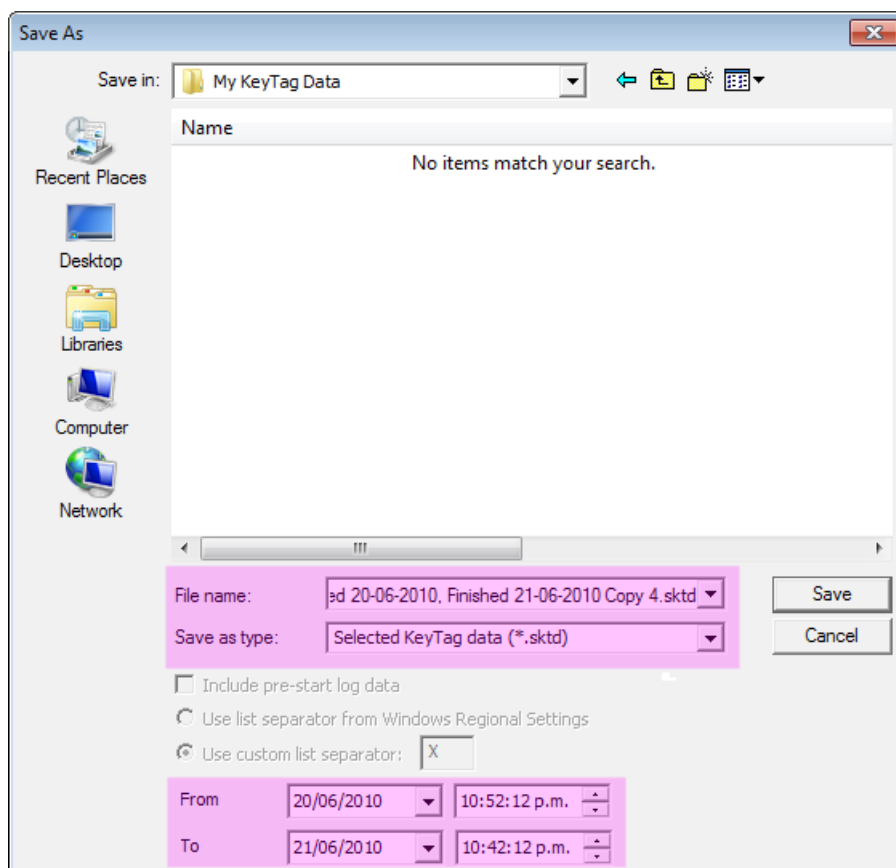 Save As
Save in: My KeyTag Data
Name
No items match your search.
Recent Places
Desktop
Libraries
Computer
Network
File name: ed 20-06-2010, Finished 21-06-2010 Copy 4.sktd Save
Save as type: Selected KeyTag data (*.sktd) Cancel
Include pre-start log data
Use list separator from Windows Regional Settings
Use custom list separator: X
From 20/06/2010 10:52:12 p.m.
To 21/06/2010 10:42:12 p.m.